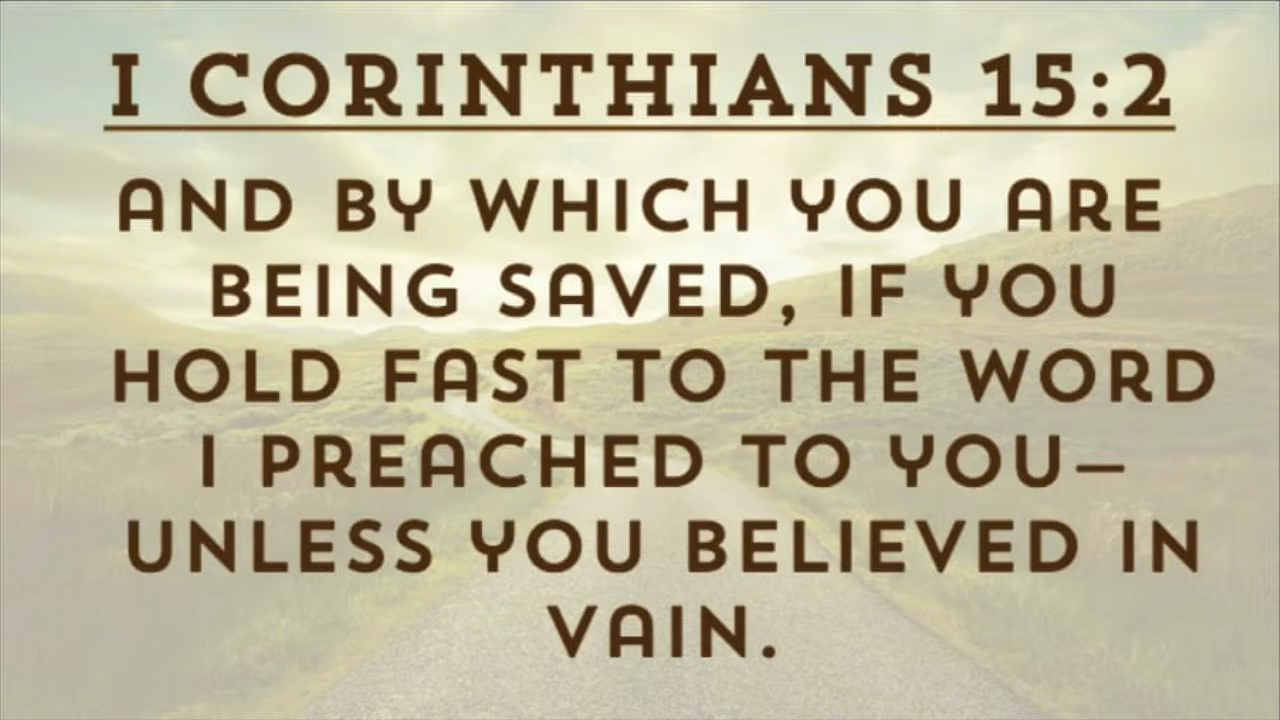 I CORINTHIANS 15:2
AND BY WHICH YOU ARE
BEING SAVED, IF YOU
HOLD FAST TO THE WORD
I PREACHED TO YOU—
UNLESS YOU BELIEVED IN
VAIN.